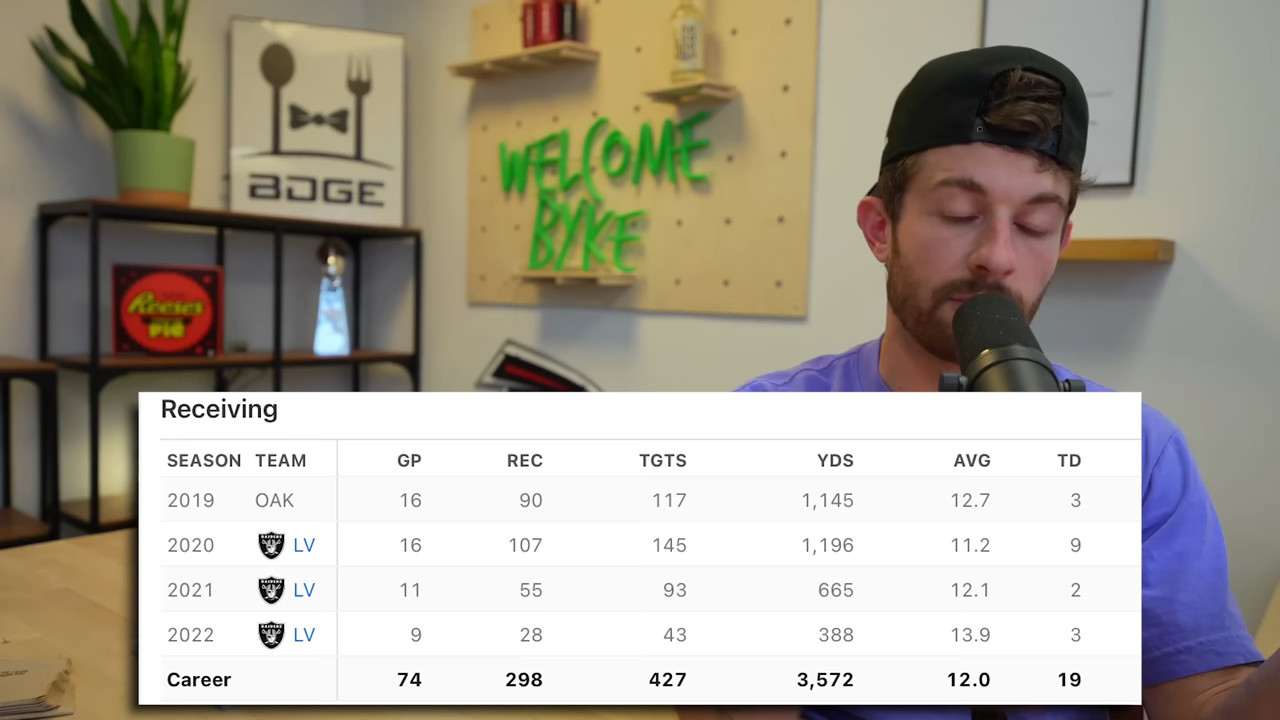 BDGE
WELCOME
BYKE
Reese's
PIG
Receiving
SEASON TEAM GP REC TGTS YDS AVG TD
2019 OAK 16 90 117 1,145 12.7 3
2020 LV 16 107 145 1,196 11.2 9
2021 LV 11 55 93 665 12.1 2
2022 LV 9 28 43 388 13.9 3
Career 74 298 427 3,572 12.0 19